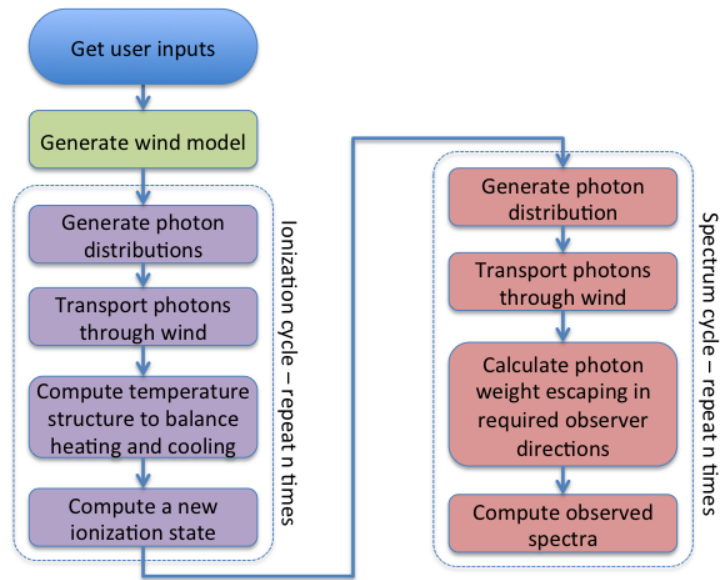 Get user inputs
Generate wind model
Generate photon
distributions
Transport photons
through wind
Compute temperature
structure to balance
heating and cooling
Compute a new
ionization state
Ionization cycle – repeat n times
Generate photon
distribution
Transport photons
through wind
Calculate photon
weight escaping in
required observer
directions
Compute observed
spectra
Spectrum cycle – repeat n times